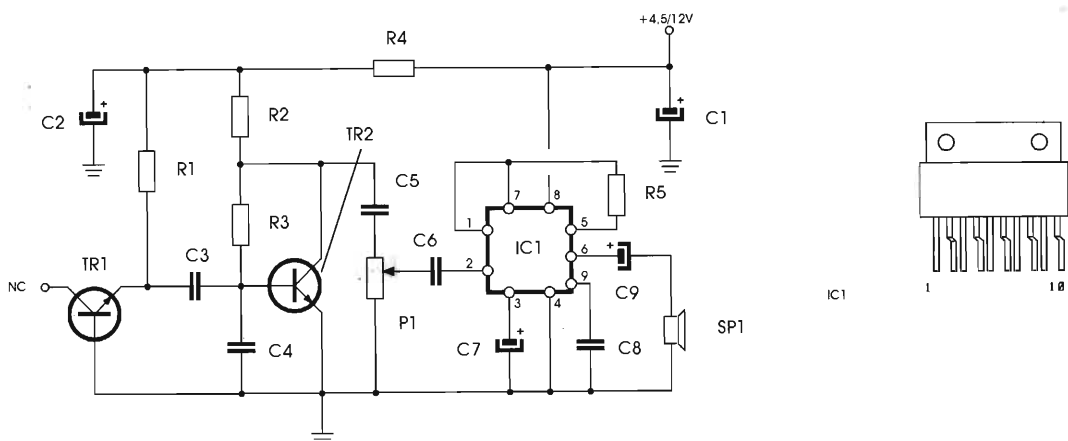 +4,5/12V
R4
C2
R2
TR2
C1
R1
C5
7
8
R5
R3
1
5
IC1
C6
6
+
C3
TR1
2
9
NC
C9
IC1
1
10
P1
3
4
SP1
C4
C7
+
C8